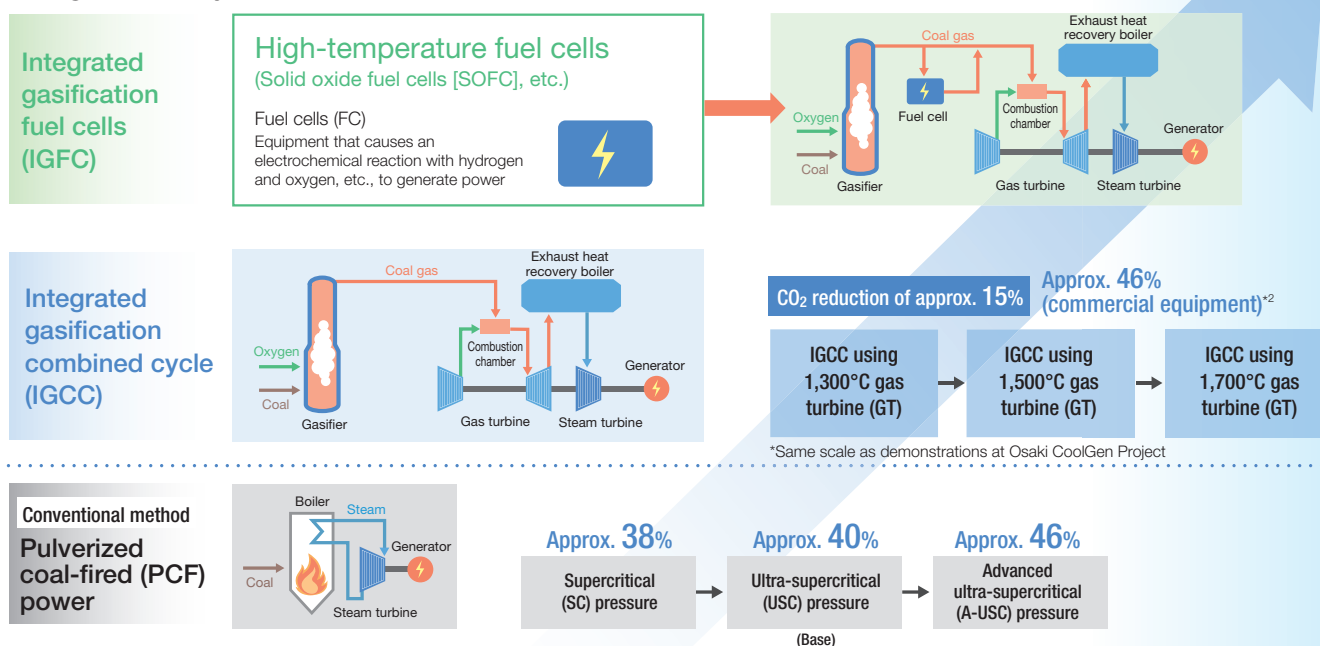 Integrated
gasification
fuel cells
(IGFC)
High-temperature fuel cells
(Solid oxide fuel cells [SOFC], etc.)
Fuel cells (FC)
Equipment that causes an
electrochemical reaction with hydrogen
and oxygen, etc., to generate power
Exhaust heat
recovery boiler
Coal gas
Oxygen
Coal
Fuel cell
Combustion
chamber
Generator
Gasifier
Gas turbine
Steam turbine
Integrated
gasification
combined cycle
(IGCC)
Exhaust heat
recovery boiler
Coal gas
Oxygen
Coal
Combustion
chamber
Generator
Gasifier
Gas turbine
Steam turbine
CO2 reduction of approx. 15%
Approx. 46%
(commercial equipment)*2
IGCC using
1,300°C gas
turbine (GT)
IGCC using
1,500°C gas
turbine (GT)
IGCC using
1,700°C gas
turbine (GT)
*Same scale as demonstrations at Osaki CoolGen Project
Conventional method
Pulverized
coal-fired (PCF)
power
Boiler
Steam
Generator
Coal
Steam turbine
Approx. 38%
Supercritical
(SC) pressure
Approx. 40%
Ultra-supercritical
(USC) pressure
(Base)
Approx. 46%
Advanced
ultra-supercritical
(A-USC) pressure